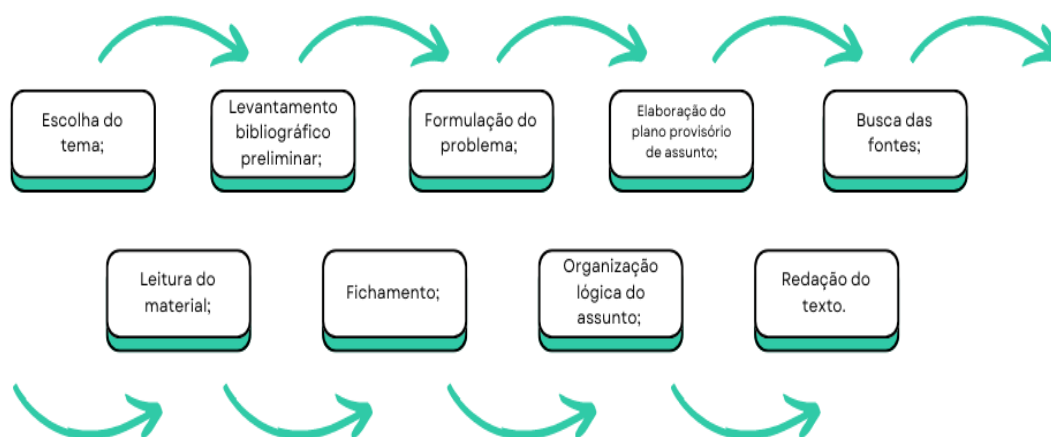 Escolha do
tema;
Levantamento
bibliográfico
preliminar;
Formulação do
problema;
Elaboração do
plano provisório
de assunto;
Busca das
fontes;
Leitura do
material;
Fichamento;
Organização
lógica do
assunto;
Redação do
texto.